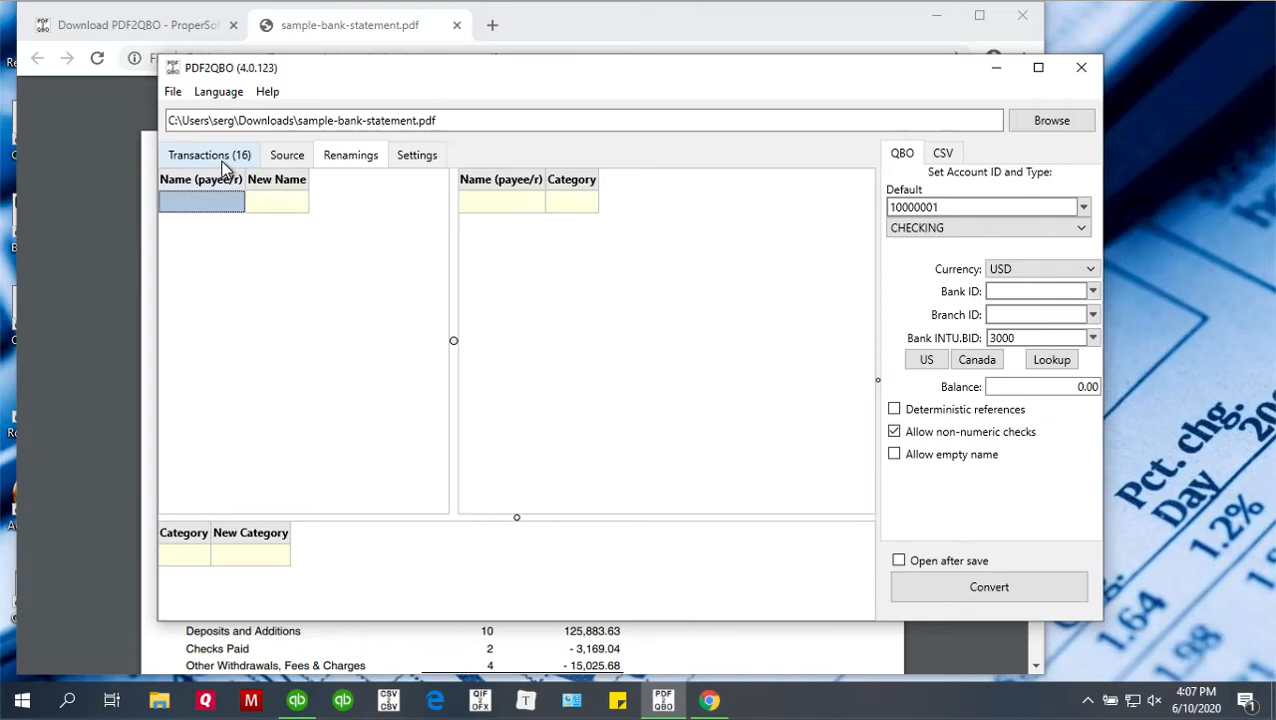 Download PDF2QBO - ProperSof
sample-bank-statement.pdf
PDF2QBO (4.0.123)
File Language Help
C:\Users\serg\Downloads\sample-bank-statement.pdf
Browse
Transactions (16) Source Renamings Settings
QBO CSV
Name (payee/r) New Name
Name (payee/r) Category
Set Account ID and Type:
Default
10000001
CHECKING
Currency: USD
Bank ID:
Branch ID:
Bank INTU.BID: 3000
US Canada Lookup
Balance: 0.00
Deterministic references
Allow non-numeric checks
Allow empty name
Category New Category
Open after save
Convert
Deposits and Additions 10 125,883.63
Checks Paid 2 - 3,169.04
Other Withdrawals, Fees & Charges 4 - 15,025.68
Pct. chg.
Day
1.2%
1.64
1.98
4:07 PM
6/10/2020